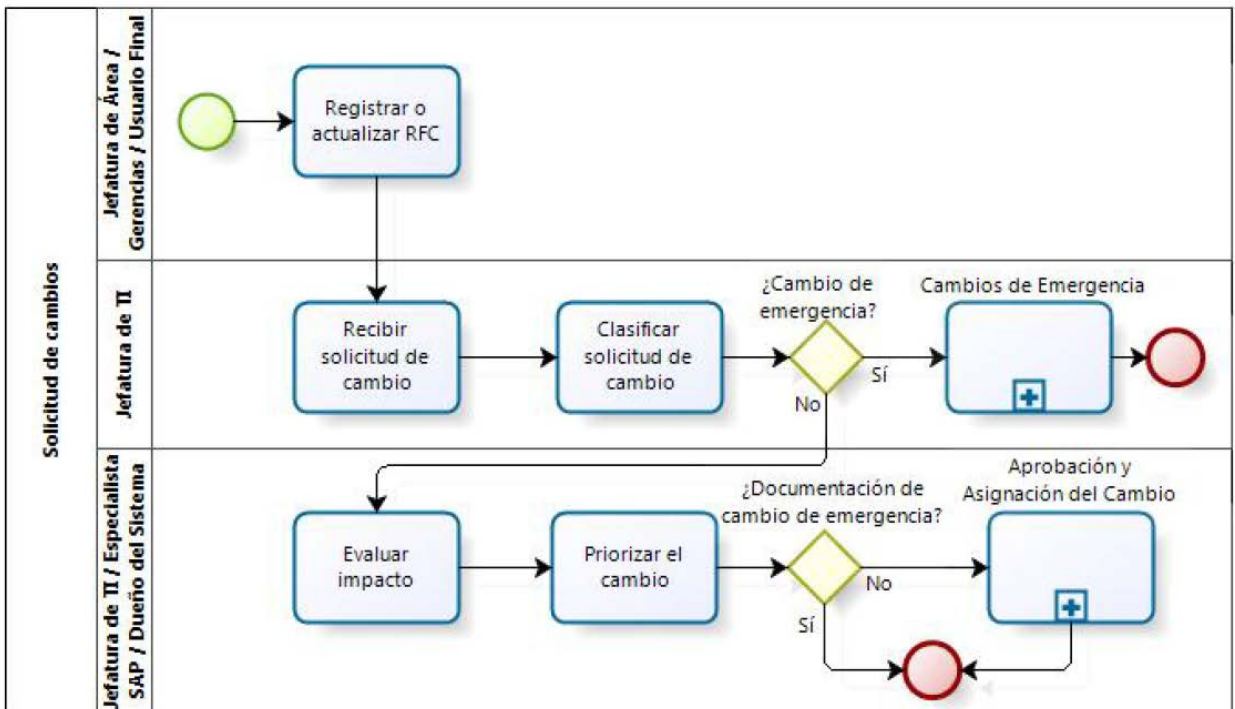 Solicitud de cambios
Jefatura de Área /
Gerencias / Usuario Final
Registrar o
actualizar RFC
Jefatura de TI
Recibir
solicitud de
cambio
Clasificar
solicitud de
cambio
¿Cambio de
emergencia?
Sí
No
Cambios de Emergencia
Jefatura de TI / Especialista
SAP / Dueño del Sistema
Evaluar
impacto
Priorizar el
cambio
¿Documentación de
cambio de emergencia?
No
Sí
Aprobación y
Asignación del Cambio